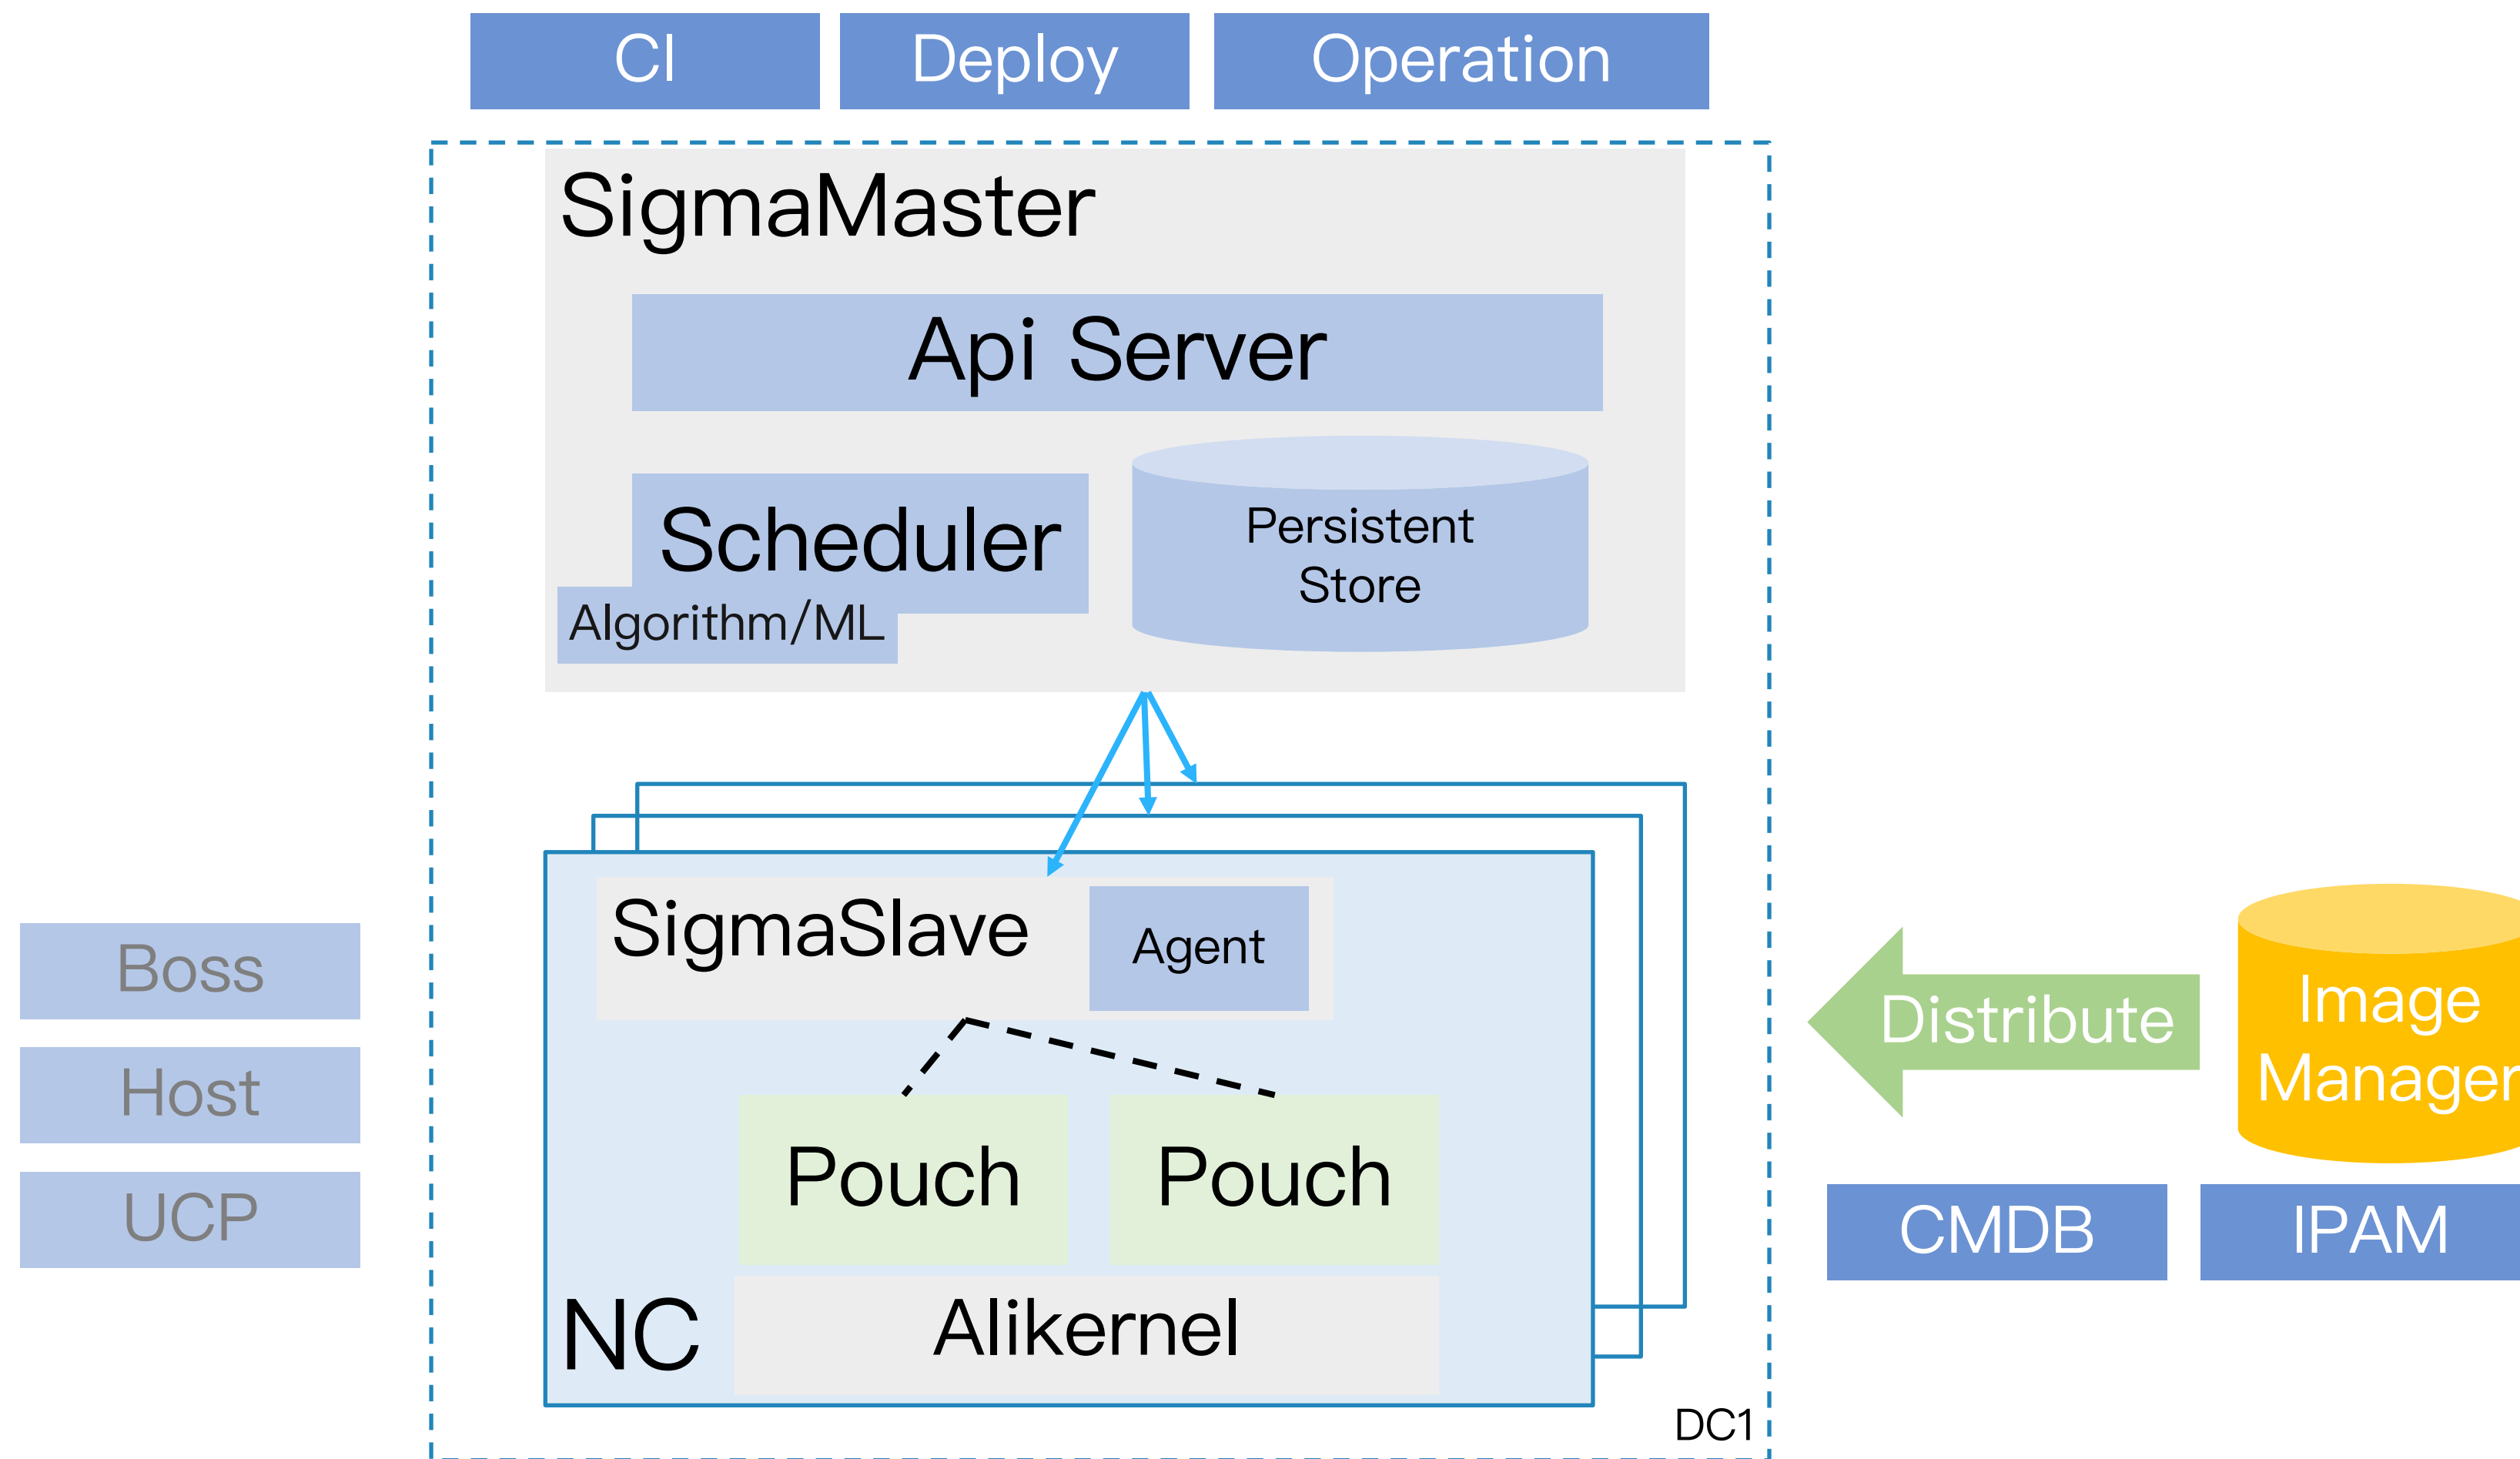 CI
Deploy
Operation
SigmaMaster
Api Server
Scheduler
Algorithm/ML
Persistent
Store
SigmaSlave
Agent
Pouch
Pouch
NC
Alikernel
DC1
Boss
Host
UCP
Distribute
Image
Manager
CMDB
IPAM